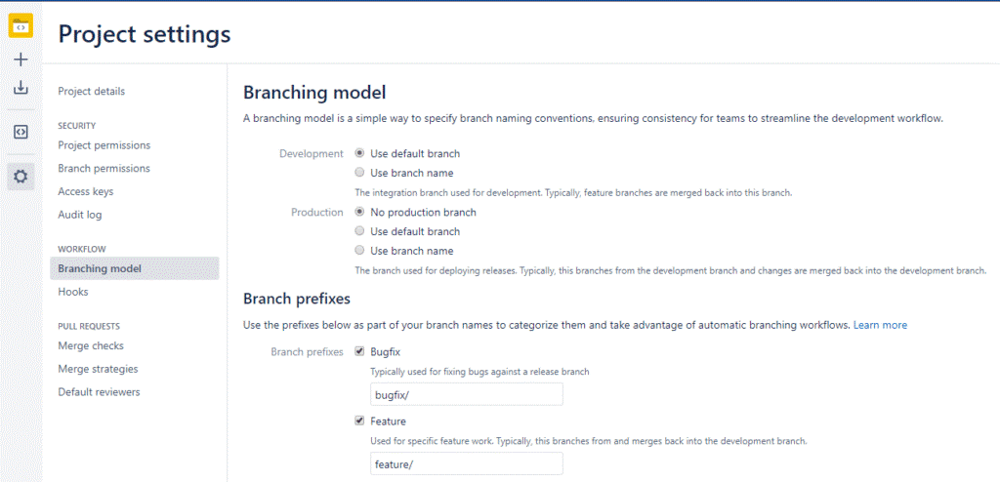 Project settings
Project details
SECURITY
Project permissions
Branch permissions
Access keys
Audit log
WORKFLOW
Branching model
Hooks
PULL REQUESTS
Merge checks
Merge strategies
Default reviewers
Branching model
A branching model is a simple way to specify branch naming conventions, ensuring consistency for teams to streamline the development workflow.
Development Use default branch
Use branch name
The integration branch used for development. Typically, feature branches are merged back into this branch.
Production No production branch
Use default branch
Use branch name
The branch used for deploying releases. Typically, this branches from the development branch and changes are merged back into the development branch.
Branch prefixes
Use the prefixes below as part of your branch names to categorize them and take advantage of automatic branching workflows. Learn more
Branch prefixes Bugfix
Typically used for fixing bugs against a release branch
bugfix/
Feature
Used for specific feature work. Typically, this branches from and merges back into the development branch.
feature/